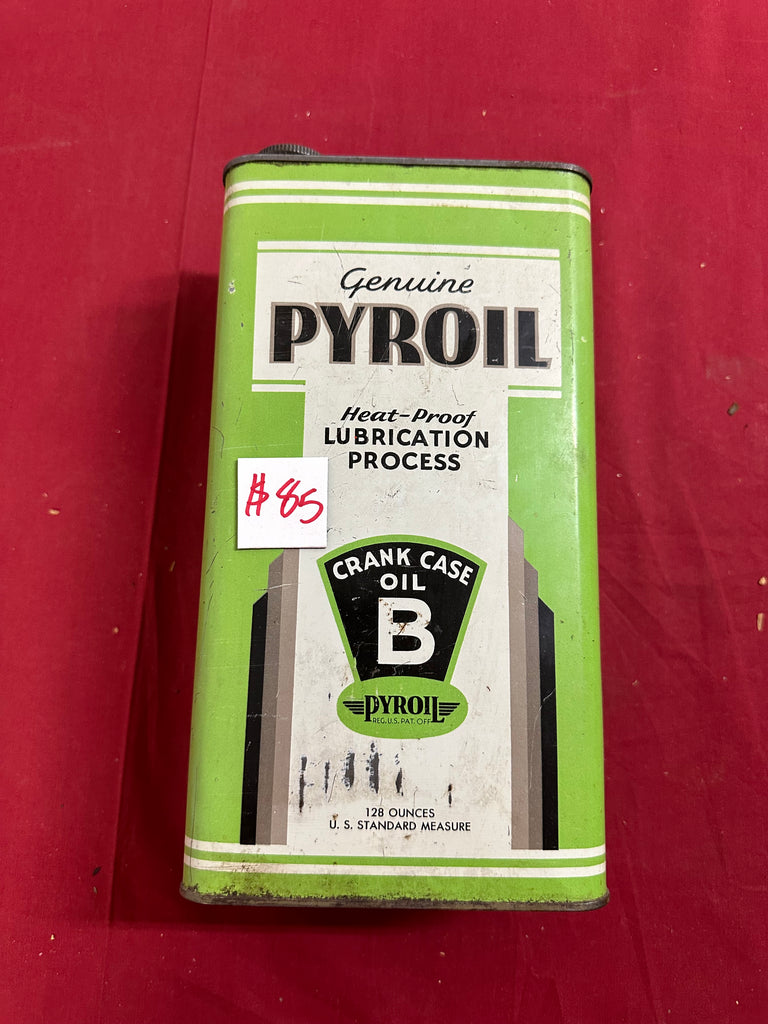 Genuine
PYROIL
Heat-Proof
LUBRICATION
PROCESS
$85
CRANK CASE
OIL
B
PYROIL
REG. U.S. PAT. OFF.
128 OUNCES
U. S. STANDARD MEASURE